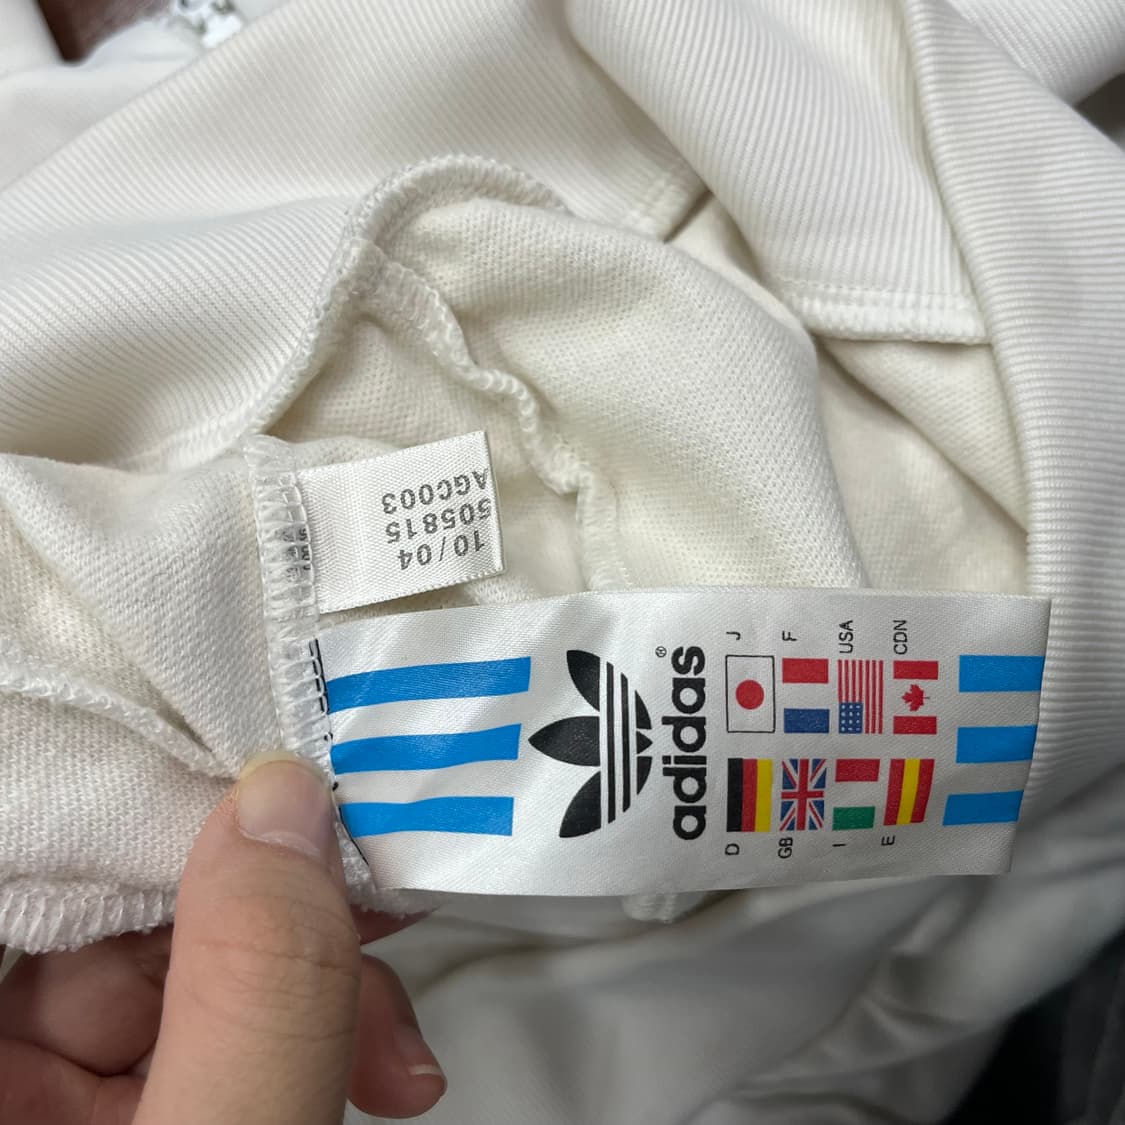 10/04
505815
AGC003
adidas®
J
F
USA
CDN
D
GB
I
E